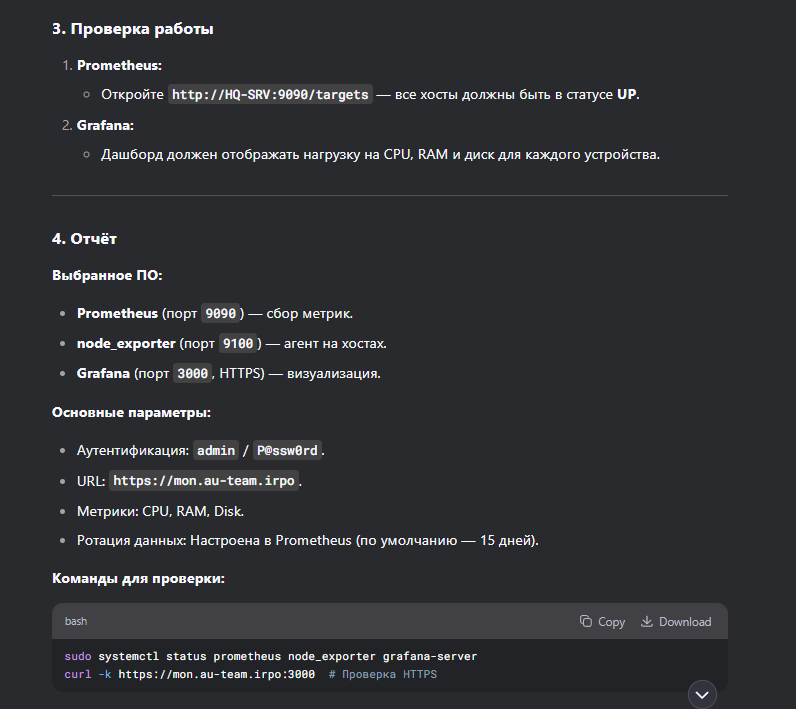 3. Проверка работы
1. Prometheus:
Откройте http://HQ-SRV:9090/targets — все хосты должны быть в статусе UP.
2. Grafana:
Дашборд должен отображать нагрузку на CPU, RAM и диск для каждого устройства.
4. Отчёт
Выбранное ПО:
Prometheus (порт 9090) — сбор метрик.
node_exporter (порт 9100) — агент на хостах.
Grafana (порт 3000, HTTPS) — визуализация.
Основные параметры:
Аутентификация: admin / P@ssw0rd.
URL: https://mon.au-team.irpo.
Метрики: CPU, RAM, Disk.
Ротация данных: Настроена в Prometheus (по умолчанию — 15 дней).
Команды для проверки:
bash Copy Download
sudo systemctl status prometheus node_exporter grafana-server
curl -k https://mon.au-team.irpo:3000 # Проверка HTTPS